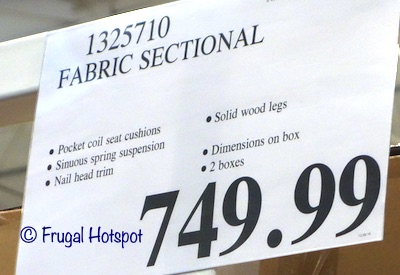 1325710
FABRIC SECTIONAL
• Pocket coil seat cushions
• Sinuous spring suspension
• Nail head trim
• Solid wood legs
• Dimensions on box
• 2 boxes
749.99
© Frugal Hotspot